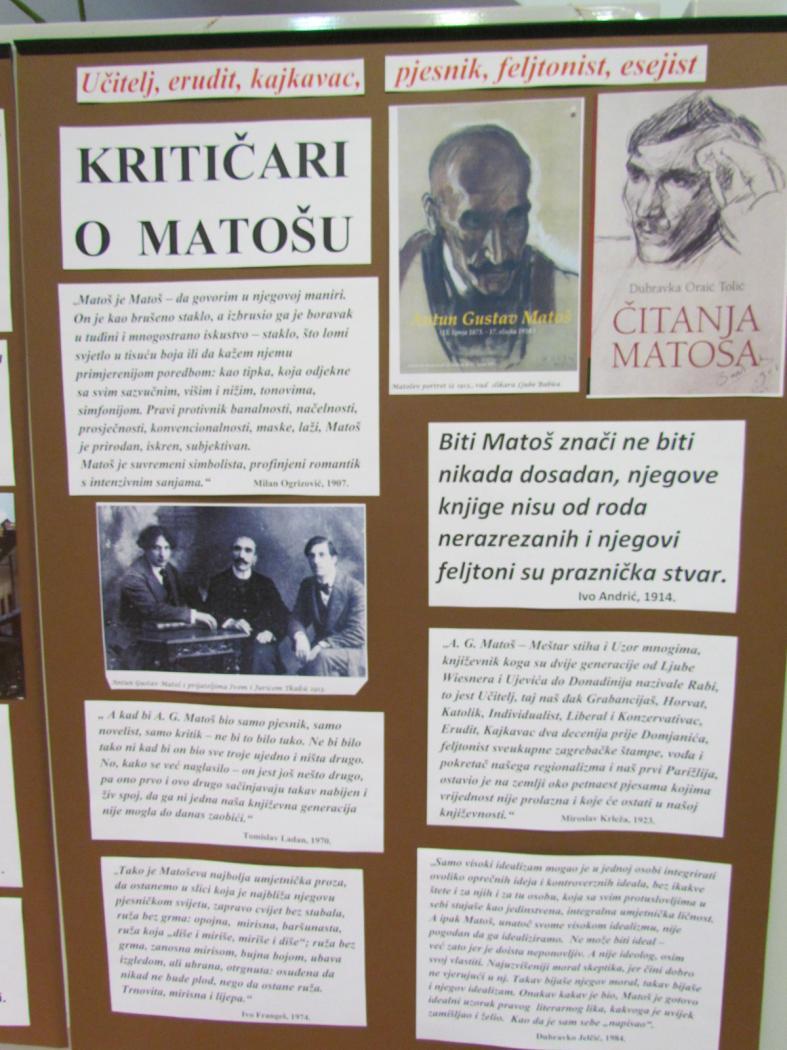 Učitelj, erudit, kajkavac,
pjesnik, feljtonist, esejist
KRITIČARI
O MATOŠU
„Matoš je Matoš – da govorim u njegovoj maniri.
On je kao brušeno staklo, a izbrusio ga je boravak
u tuđini i mnogostrano iskustvo – staklo, što lomi
svjetlo u tisuću boja ili da kažem njemu
primjerenijom poredbom: kao tipka, koja odjekne
sa svim sazvučnim, višim i nižim, tonovima,
simfonijom. Pravi protivnik banalnosti, načelnosti,
prosječnosti, konvencionalnosti, maske, laži, Matoš
je prirodan, iskren, subjektivan.
Matoš je suvremeni simbolista, profinjeni romantik
s intenzivnim sanjama.“ Milan Ogrizović, 1907.
Antun Gustav Matoš i prijateljima Ivom i Juricom Tkalčić 1913.
„ A kad bi A. G. Matoš bio samo pjesnik, samo
novelist, samo kritik – ne bi to bilo tako. Ne bi bilo
tako ni kad bi on bio sve troje ujedno i ništa drugo.
No, kako se već naglasilo – on jest još nešto drugo,
pa ono prvo i ovo drugo sačinjavaju takav nabijen i
živ spoj, da ga ni jedna naša književna generacija
nije mogla do danas zaobići.“
Tomislav Ladan, 1970.
„Tako je Matoševa najbolja umjetnička proza,
da ostanemo u slici koja je najbliža njegovu
pjesničkom svijetu, zapravo cvijet bez stabala,
ruža bez grma: opojna, mirisna, baršunasta,
ruža koja „diše i miriše, miriše i diše“; ruža bez
grma, zanosna mirisom, bujna bojom, ubava
izgledom, ali ubrana, otrgnuta: osuđena da
nikad ne bude plod, nego da ostane ruža.
Trnovita, mirisna i lijepa.“
Ivo Frangeš, 1974.
Antun Gustav Matoš
Matošev portret iz 1913., rad slikara Ljube Babića.
Dubravka Oraić Tolić
ČITANJA
MATOŠA
Biti Matoš znači ne biti
nikada dosadan, njegove
knjige nisu od roda
nerazrezanih i njegovi
feljtoni su praznička stvar.
Ivo Andrić, 1914.
„A. G. Matoš – Meštar stiha i Uzor mnogima,
književnik koga su dvije generacije od Ljube
Wiesnera i Ujevića do Donadinija nazivale Rabi,
to jest Učitelj, taj naš đak Grabancijaš, Horvat,
Katolik, Individualist, Liberal i Konzervativac,
Erudit, Kajkavac dva decenija prije Domjanića,
feljtonist sveukupne zagrebačke štampe, vođa i
pokretač našega regionalizma i naš prvi Parižlija,
ostavio je na zemlji oko petnaest pjesama kojima
vrijednost nije prolazna i koje će ostati u našoj
književnosti.“ Miroslav Krleža, 1923.
„Samo visoki idealizam mogao je u jednoj osobi integrirati
ovoliko oprečnih ideja i kontroverznih ideala, bez ikakve
štete i za njih i za tu osobu, koja sa svim protuslovljima u
sebi stajaše kao jedinstvena, integralna umjetnička ličnost.
A ipak Matoš, unatoč svome visokom idealizmu, nije
pogodan da ga idealiziramo. Ne može biti ideal –
već zato jer je doista neponovljiv. A nije ideolog, osim
svoj vlastiti. Najuzvišeniji moral skeptika, jer čini dobro
ne vjerujući u nj. Takav bijaše njegov moral, takav bijaše
i njegov idealizam. Onakav kakav je bio, Matoš je gotovo
idealni uzorak pravog literarnog lika, kakvoga je uvijek
zamišljao i želio. Kao da je sam sebe „napisao“.
Dubravko Jelčić, 1984.